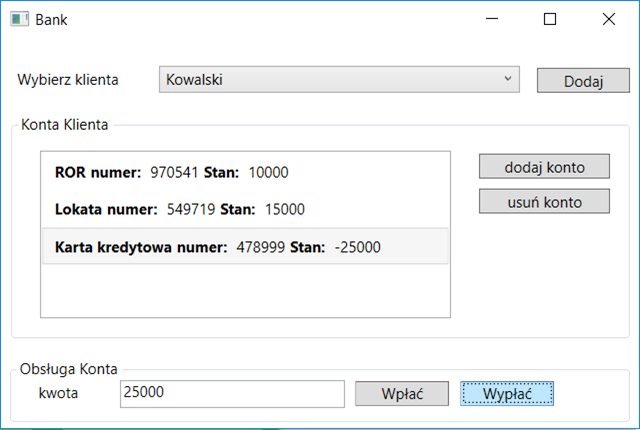 Bank
Wybierz klienta Kowalski Dodaj
Konta Klienta
ROR numer: 970541 Stan: 10000
dodaj konto
Lokata numer: 549719 Stan: 15000
usuń konto
Karta kredytowa numer: 478999 Stan: -25000
Obsługa Konta
kwota 25000 Wpłać Wypłać